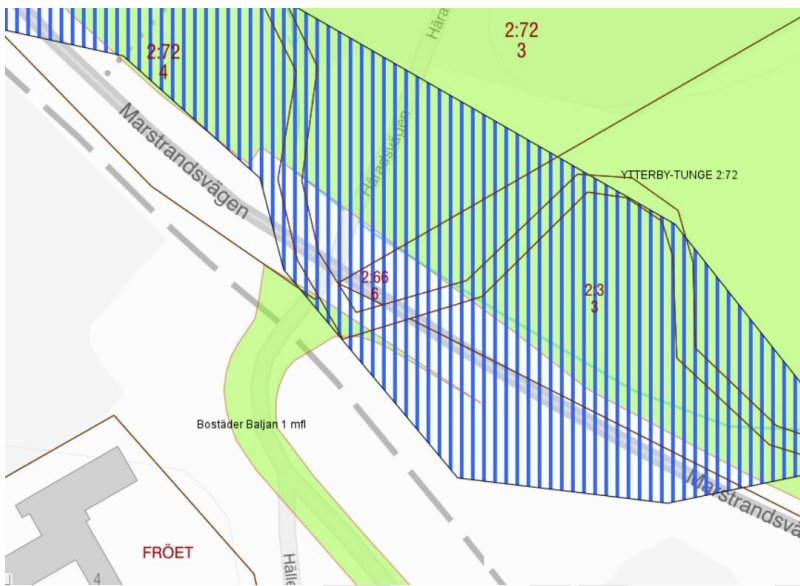 2:72
4
2:72
3
Marstrandsvägen
Häradsvägen
YTTERBY-TUNGE 2:72
2:66
6
2:3
3
Bostäder Baljan 1 mfl
FRÖET
4